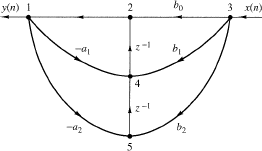 y(n) 1 2 b₀ 3 x(n)
−a₁ z⁻¹ b₁
4
−a₂ z⁻¹ b₂
5